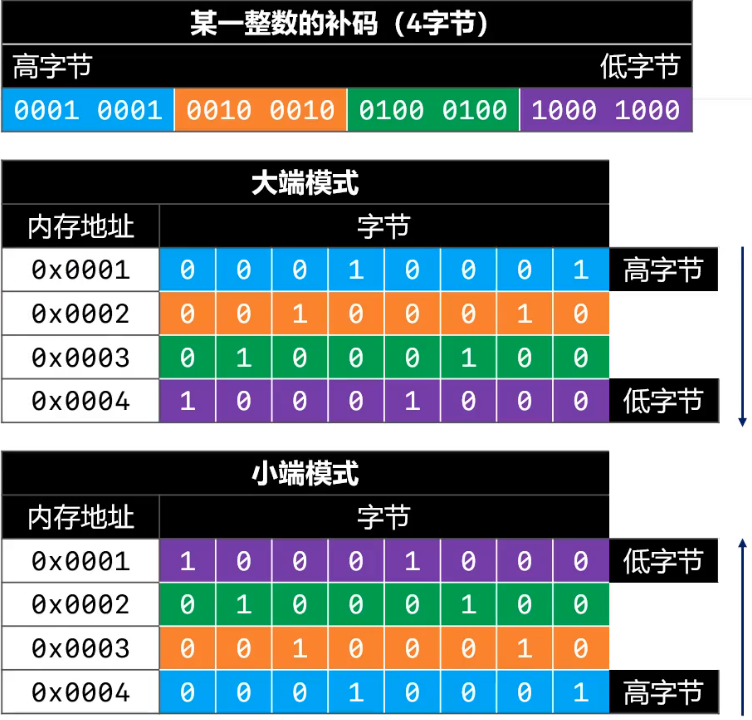 某一整数的补码（4字节）
高字节 低字节
0001 0001 0010 0010 0100 0100 1000 1000
大端模式
内存地址 字节
0x0001 0 0 0 1 0 0 0 1 高字节
0x0002 0 0 1 0 0 0 1 0
0x0003 0 1 0 0 0 1 0 0
0x0004 1 0 0 0 1 0 0 0 低字节
小端模式
内存地址 字节
0x0001 1 0 0 0 1 0 0 0 低字节
0x0002 0 1 0 0 0 1 0 0
0x0003 0 0 1 0 0 0 1 0
0x0004 0 0 0 1 0 0 0 1 高字节